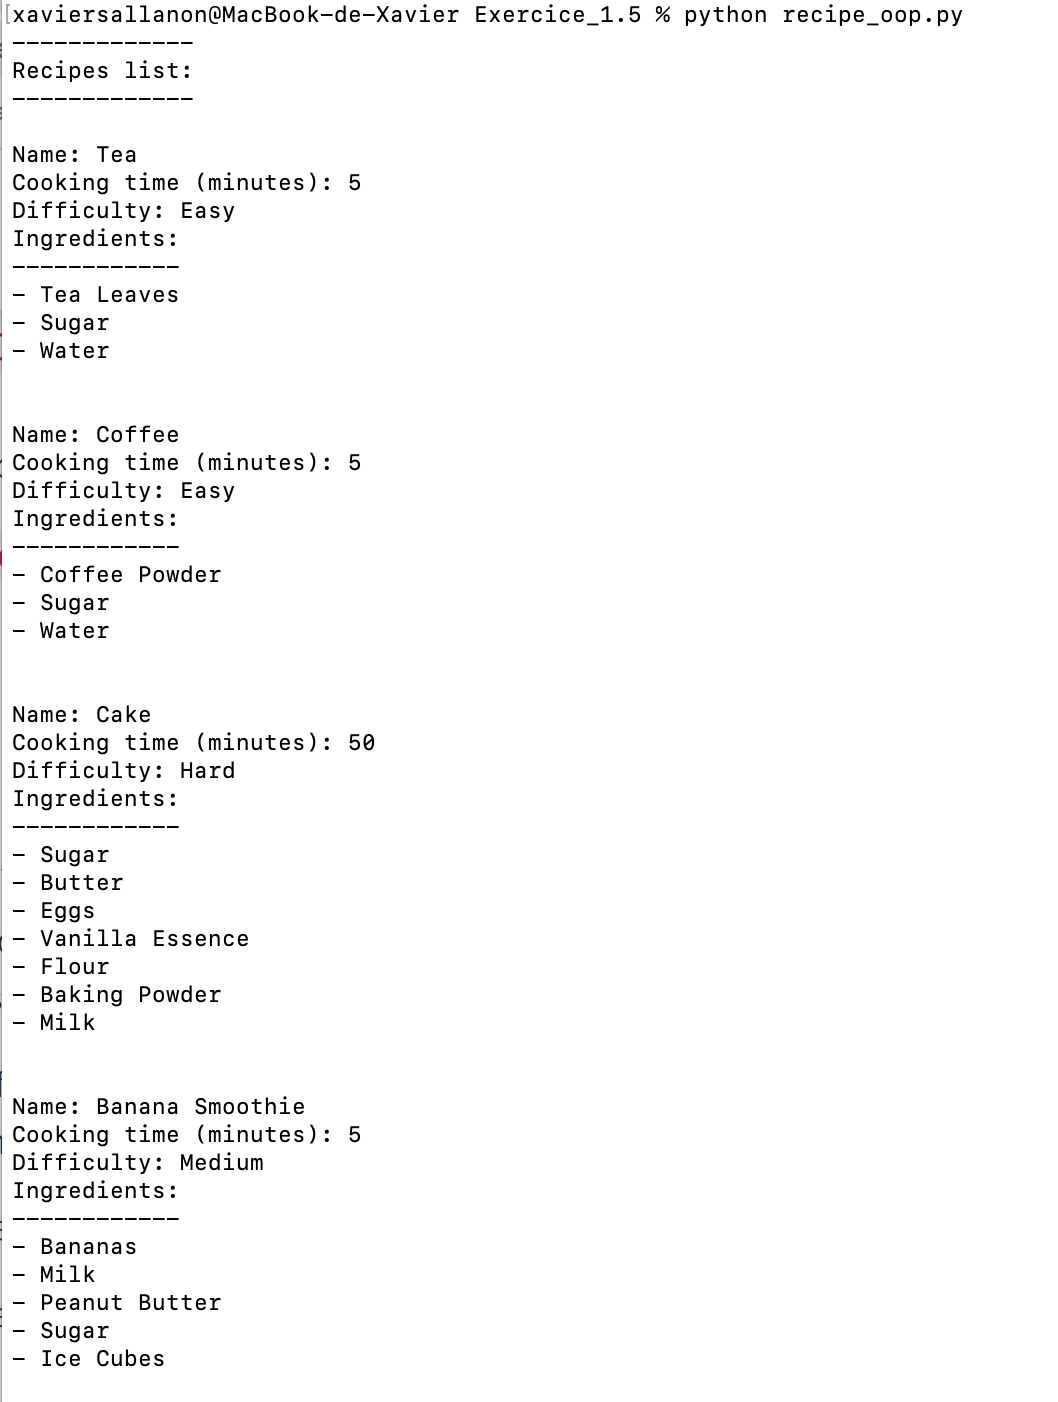 [xaviersallanon@MacBook-de-Xavier Exercice_1.5 % python recipe_oop.py
-------------
Recipes list:
-------------
Name: Tea
Cooking time (minutes): 5
Difficulty: Easy
Ingredients:
------------
- Tea Leaves
- Sugar
- Water
Name: Coffee
Cooking time (minutes): 5
Difficulty: Easy
Ingredients:
------------
- Coffee Powder
- Sugar
- Water
Name: Cake
Cooking time (minutes): 50
Difficulty: Hard
Ingredients:
------------
- Sugar
- Butter
- Eggs
- Vanilla Essence
- Flour
- Baking Powder
- Milk
Name: Banana Smoothie
Cooking time (minutes): 5
Difficulty: Medium
Ingredients:
------------
- Bananas
- Milk
- Peanut Butter
- Sugar
- Ice Cubes